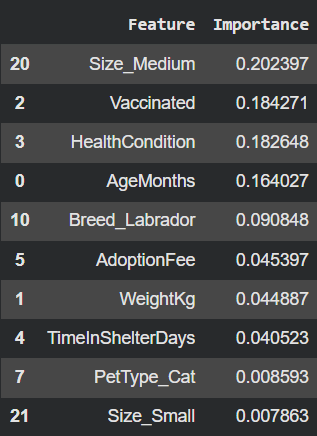 Feature Importance
20 Size_Medium 0.202397
2 Vaccinated 0.184271
3 HealthCondition 0.182648
0 AgeMonths 0.164027
10 Breed_Labrador 0.090848
5 AdoptionFee 0.045397
1 WeightKg 0.044887
4 TimeInShelterDays 0.040523
7 PetType_Cat 0.008593
21 Size_Small 0.007863